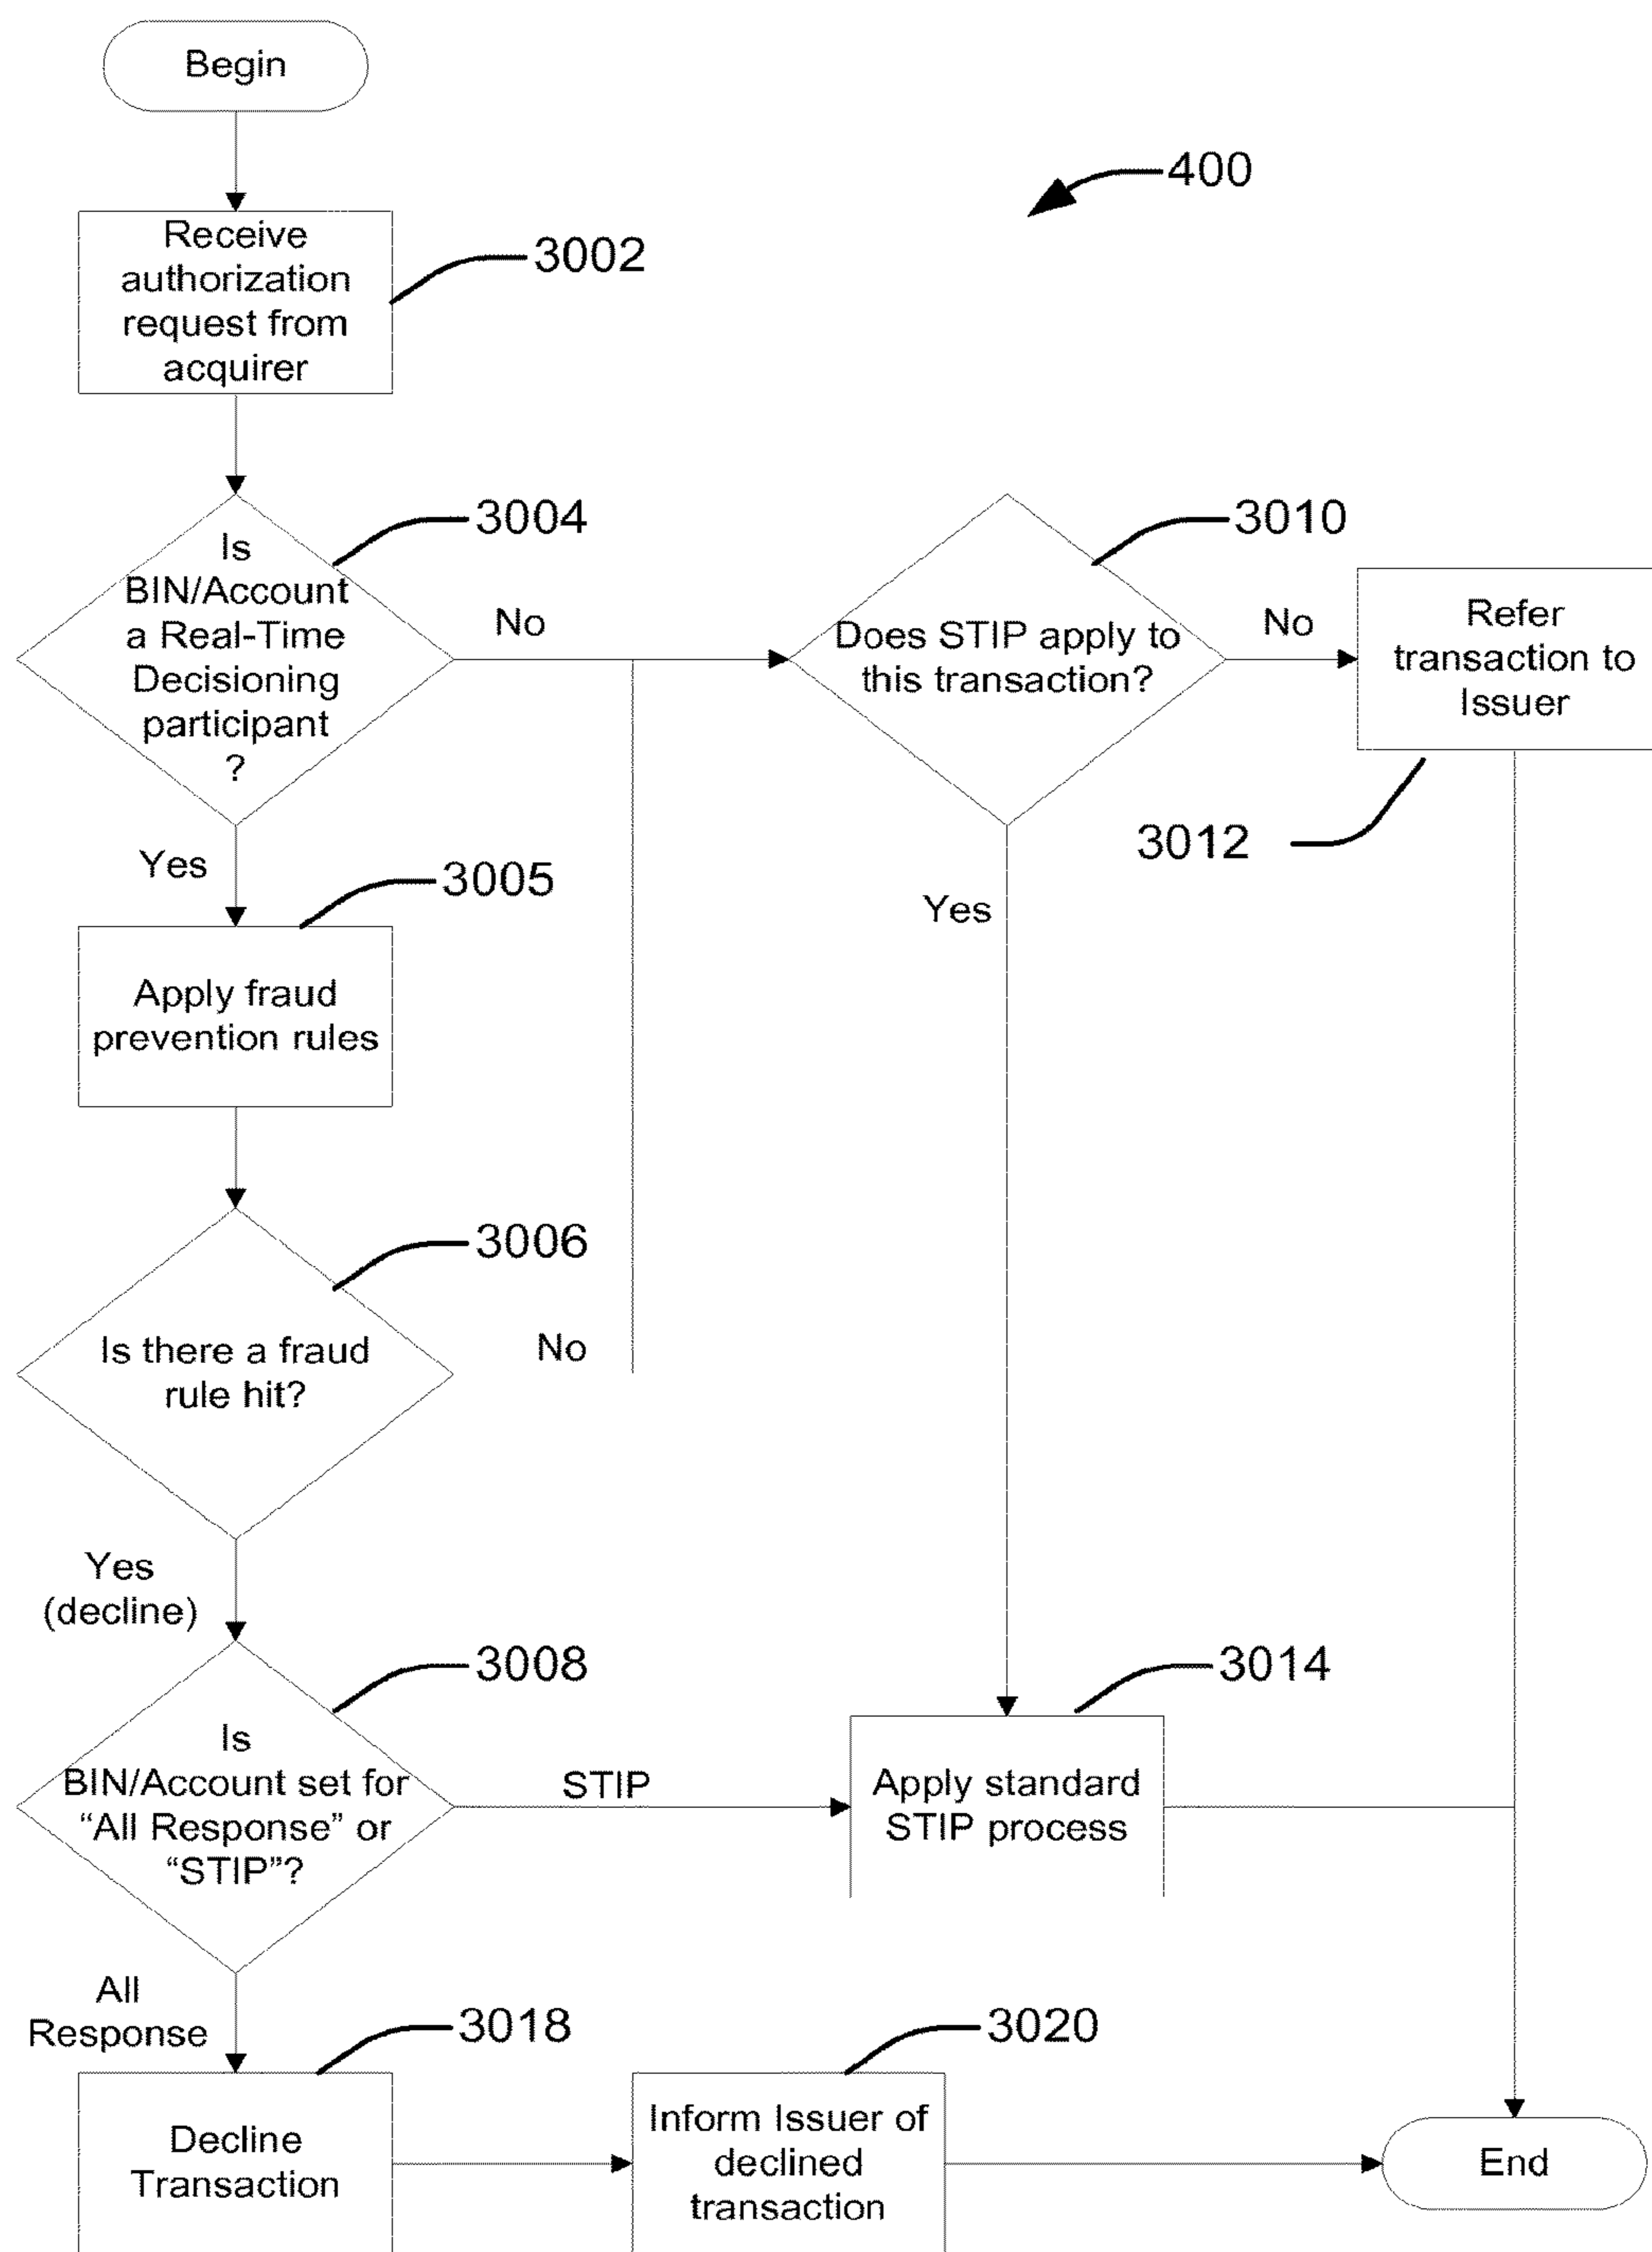 Begin
400
Receive
authorization
request from
acquirer
3002
Is
BIN/Account
a Real-Time
Decisioning
participant
?
3004
No
Does STIP apply to
this transaction?
3010
No
Refer
transaction to
Issuer
3012
Yes
3005
Yes
Apply fraud
prevention rules
3006
Is there a fraud
rule hit?
No
Yes
(decline)
3008
Is
BIN/Account set for
“All Response” or
“STIP”?
STIP
3014
Apply standard
STIP process
All
Response
3018
Decline
Transaction
3020
Inform Issuer of
declined
transaction
End